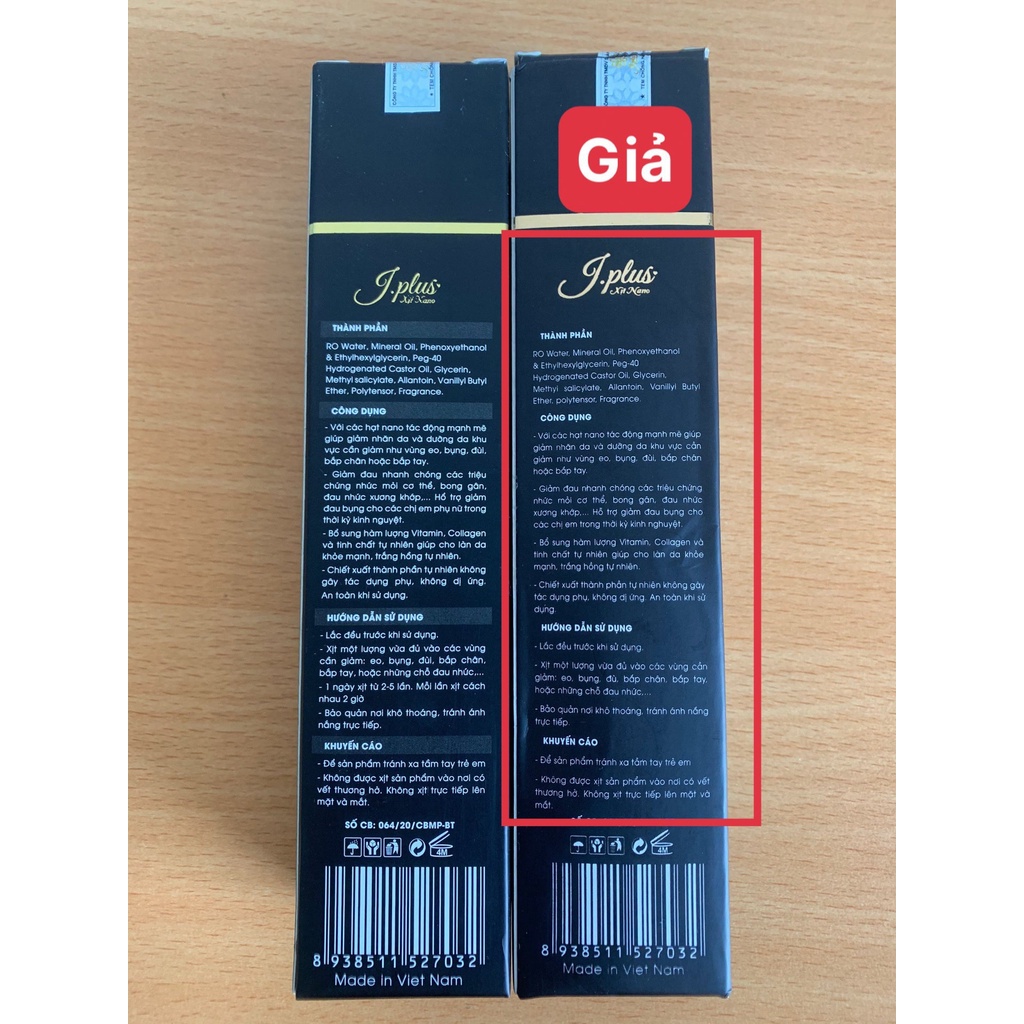 CÔNG TY TNHH TMDV
TEM CHỐNG
J.plus
Xịt Nano
THÀNH PHẦN
RO Water, Mineral Oil, Phenoxyethanol
& Ethylhexylglycerin, Peg-40
Hydrogenated Castor Oil, Glycerin,
Methyl salicylate, Allantoin, Vanillyl Butyl
Ether, Polytensor, Fragrance.
CÔNG DỤNG
- Với các hạt nano tác động mạnh mẽ
giúp giảm nhăn da và dưỡng da khu
vực cần giảm như vùng eo, bụng, đùi,
bắp chân hoặc bắp tay.
- Giảm đau nhanh chóng các triệu
chứng nhức mỏi cơ thể, bong gân,
đau nhức xương khớp,... Hỗ trợ giảm
đau bụng cho các chị em phụ nữ trong
thời kỳ kinh nguyệt.
- Bổ sung hàm lượng Vitamin, Collagen
và tinh chất tự nhiên giúp cho làn da
khỏe mạnh, trắng hồng tự nhiên.
- Chiết xuất thành phần tự nhiên không
gây tác dụng phụ, không dị ứng.
An toàn khi sử dụng.
HƯỚNG DẪN SỬ DỤNG
- Lắc đều trước khi sử dụng.
- Xịt một lượng vừa đủ vào các vùng
cần giảm: eo, bụng, đùi, bắp chân,
bắp tay, hoặc những chỗ đau nhức,...
- 1 ngày xịt từ 2-5 lần. Mỗi lần xịt cách
nhau 2 giờ
- Bảo quản nơi khô thoáng, tránh ánh
nắng trực tiếp.
KHUYẾN CÁO
- Để sản phẩm tránh xa tầm tay trẻ em
- Không được xịt sản phẩm vào nơi có
vết thương hở. Không xịt trực tiếp lên
mặt và mắt.
SỐ CB: 064/20/CBMP-BT
4M
8 938511 527032
Made in Viet Nam
CÔNG TY TNHH TMDV
TEM CHỐNG
Giả
J.plus
Xịt Nano
THÀNH PHẦN
RO Water, Mineral Oil, Phenoxyethanol
& Ethylhexylglycerin, Peg-40
Hydrogenated Castor Oil, Glycerin,
Methyl salicylate, Allantoin, Vanillyl Butyl
Ether, polytensor, Fragrance.
CÔNG DỤNG
- Với các hạt nano tác động mạnh mẽ giúp
giảm nhăn da và dưỡng da khu vực cần
giảm như vùng eo, bụng, đùi, bắp chân
hoặc bắp tay.
- Giảm đau nhanh chóng các triệu chứng
nhức mỏi cơ thể, bong gân, đau nhức
xương khớp,... Hỗ trợ giảm đau bụng cho
các chị em trong thời kỳ kinh nghuyệt.
- Bổ sung hàm lượng Vitamin, Collagen và
tinh chất tự nhiên giúp cho làn da khỏe
mạnh, trắng hồng tự nhiên.
- Chiết xuất thành phần tự nhiên không gây
tác dụng phụ, không dị ứng. An toàn khi sử
dụng.
HƯỚNG DẪN SỬ DỤNG
- Lắc đều trước khi sử dụng.
- Xịt một lượng vừa đủ vào các vùng cần
giảm: eo, bụng, đù, bắp chân, bắp tay,
hoặc những chỗ đau nhức,...
- Bảo quản nơi khô thoáng, tránh ánh nắng
trực tiếp.
KHUYẾN CÁO
- Để sản phẩm tránh xa tầm tay trẻ em
- Không được xịt sản phẩm vào nơi có vết
thương hở. Không xịt trực tiếp lên mặt và
mắt.
4M
8 938511 527032
Made in Viet Nam